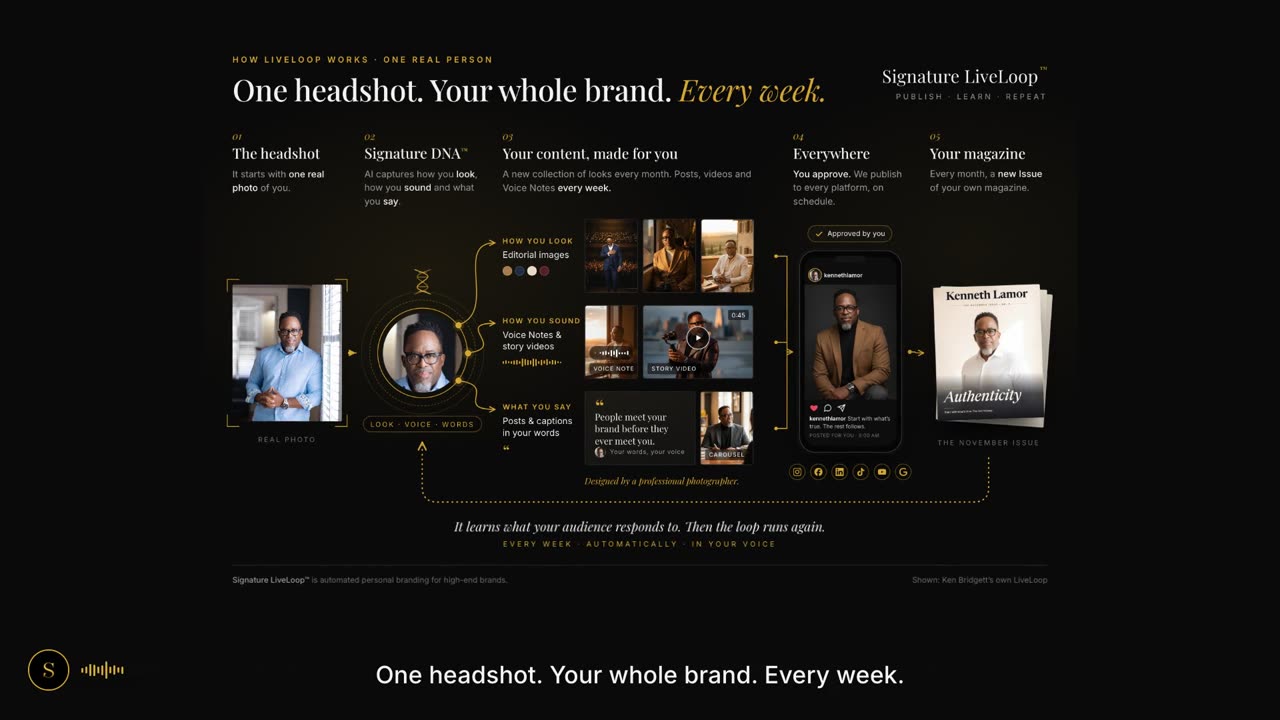 HOW LIVELOOP WORKS · ONE REAL PERSON
One headshot. Your whole brand. Every week.
Signature LiveLoop™
PUBLISH · LEARN · REPEAT
01
The headshot
It starts with one real
photo of you.
02
Signature DNA™
AI captures how you look,
how you sound and what
you say.
03
Your content, made for you
A new collection of looks every month. Posts, videos and
Voice Notes every week.
04
Everywhere
You approve. We publish
to every platform, on
schedule.
05
Your magazine
Every month, a new Issue
of your own magazine.
REAL PHOTO
LOOK · VOICE · WORDS
HOW YOU LOOK
Editorial images
HOW YOU SOUND
Voice Notes &
story videos
WHAT YOU SAY
Posts & captions
in your words
“
VOICE NOTE
0:45
STORY VIDEO
“
People meet your
brand before they
ever meet you.
Your words, your voice
CAROUSEL
Designed by a professional photographer.
Approved by you
kennethlamor
kennethlamor Start with what's
true. The rest follows.
POSTED FOR YOU · 9:00 AM
Kenneth Lamor
Authenticity
THE NOVEMBER ISSUE
It learns what your audience responds to. Then the loop runs again.
EVERY WEEK · AUTOMATICALLY · IN YOUR VOICE
Signature LiveLoop™ is automated personal branding for high-end brands.
Shown: Ken Bridgett's own LiveLoop
S
One headshot. Your whole brand. Every week.